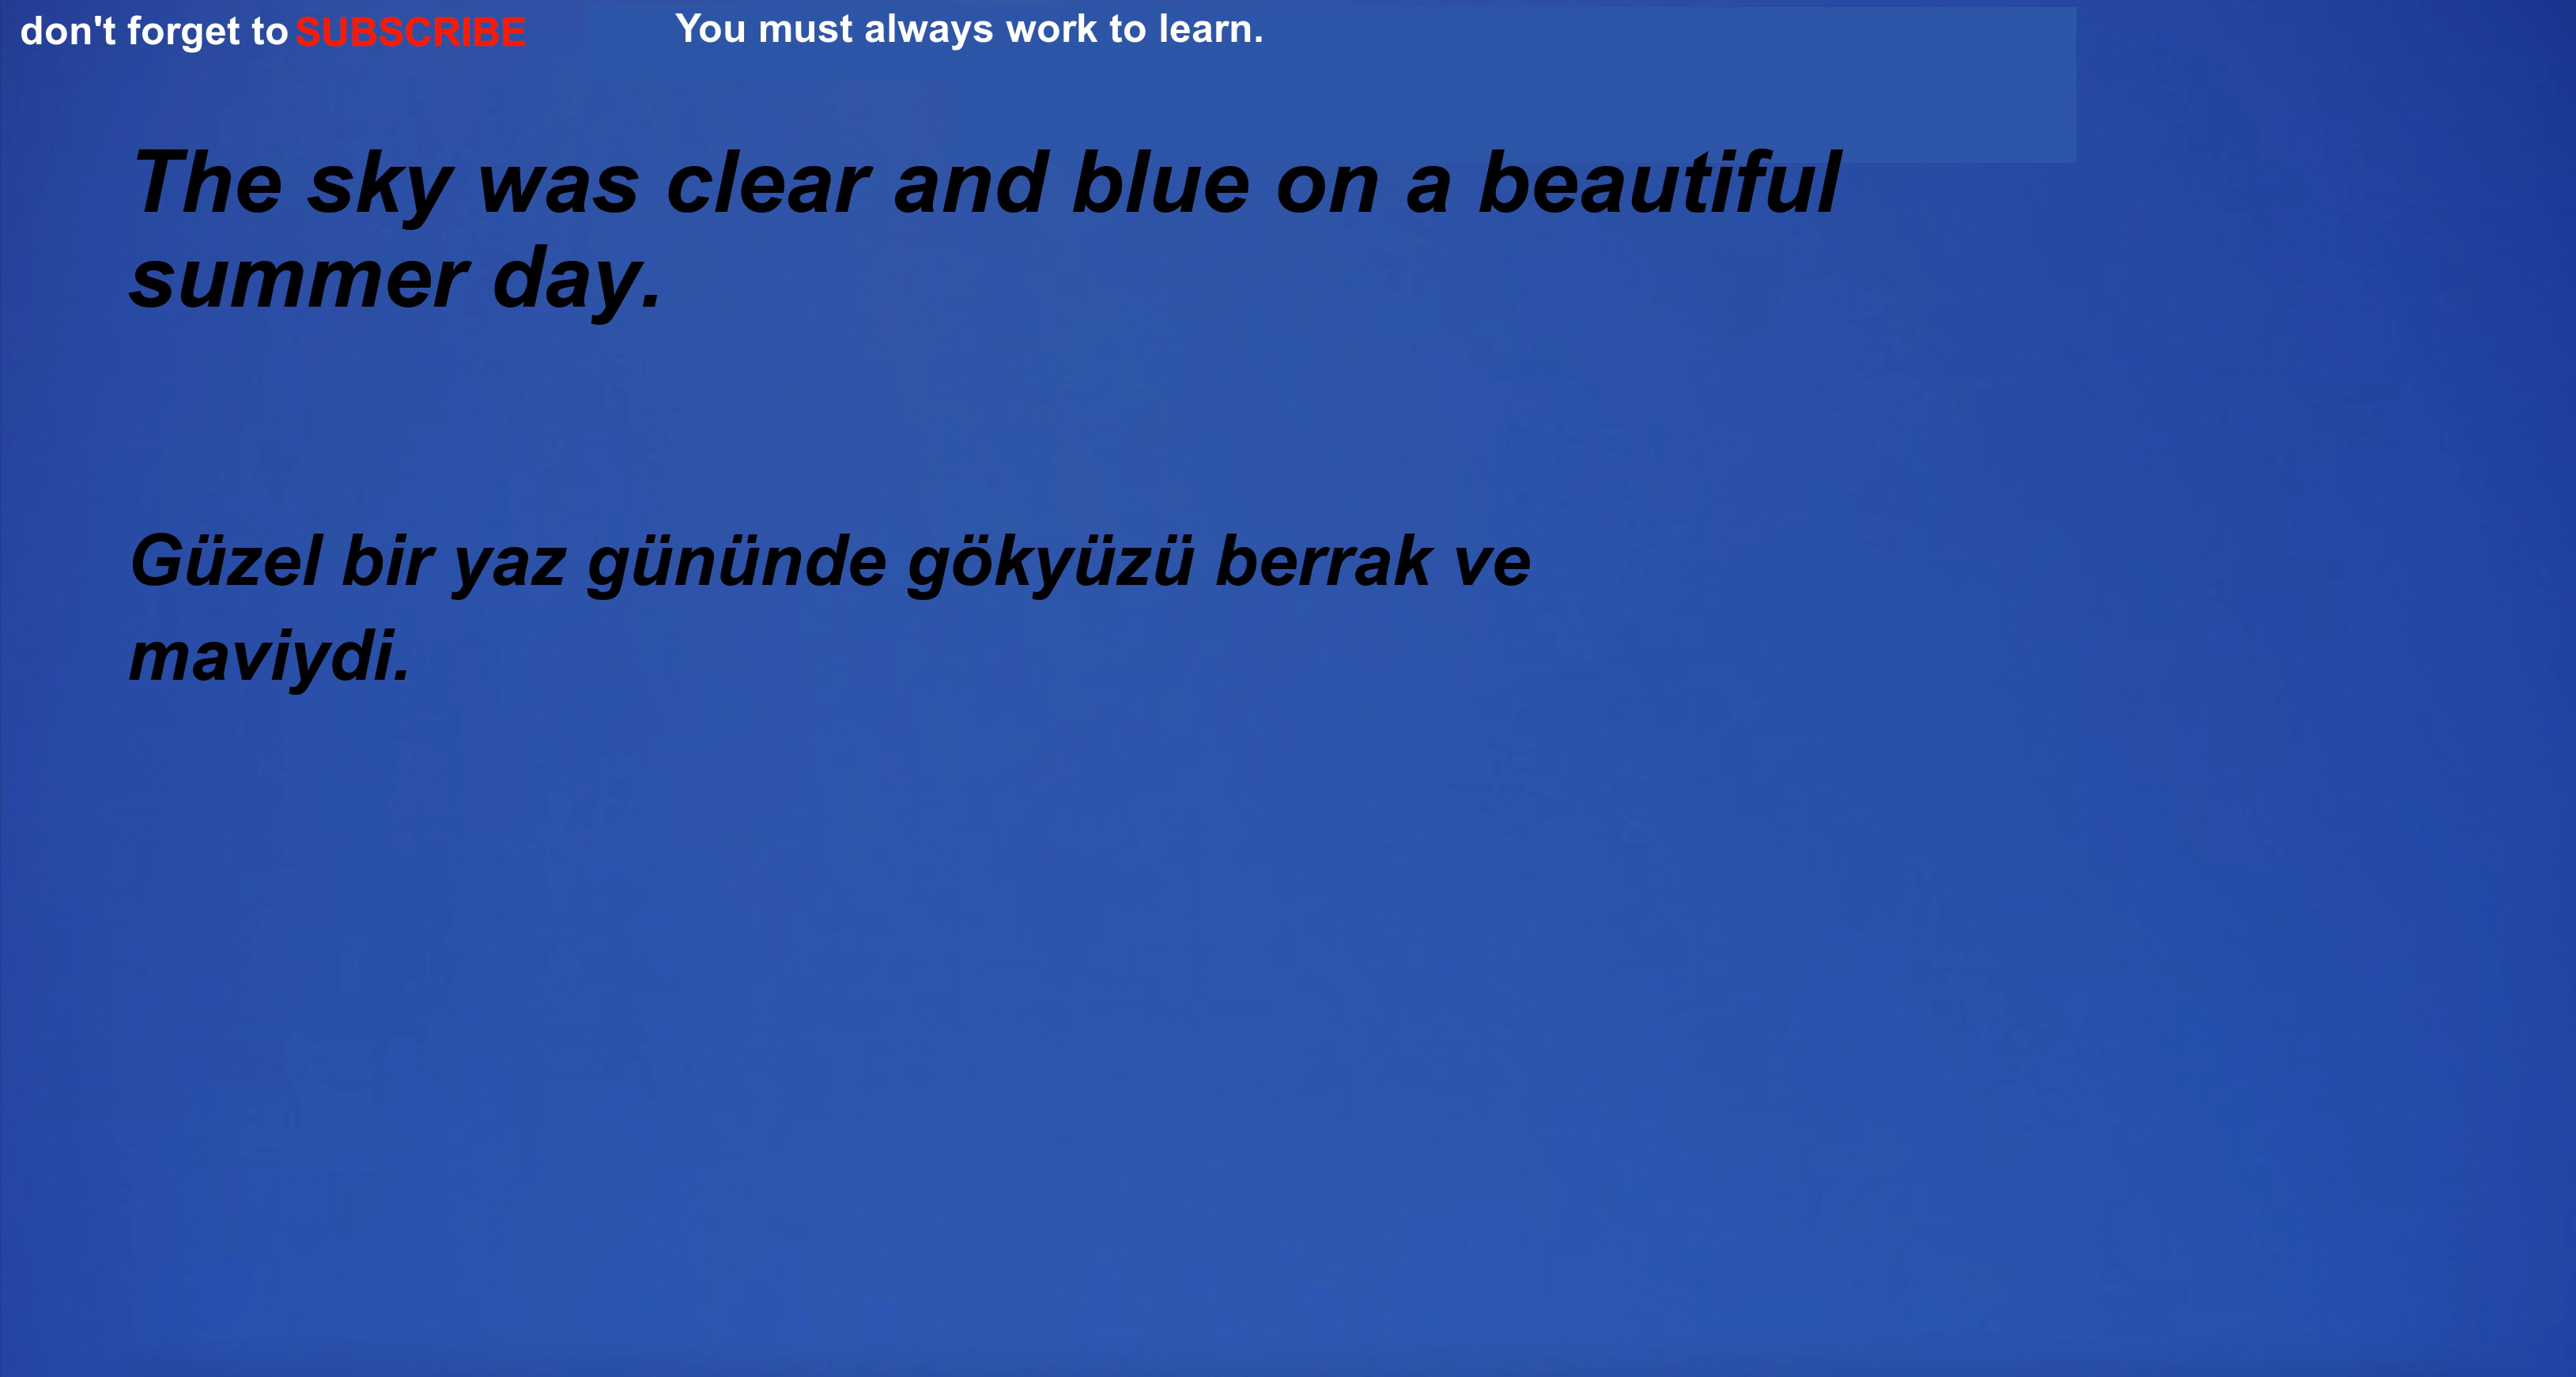 don't forget to SUBSCRIBE
You must always work to learn.
The sky was clear and blue on a beautiful
summer day.
Güzel bir yaz gününde gökyüzü berrak ve
maviydi.